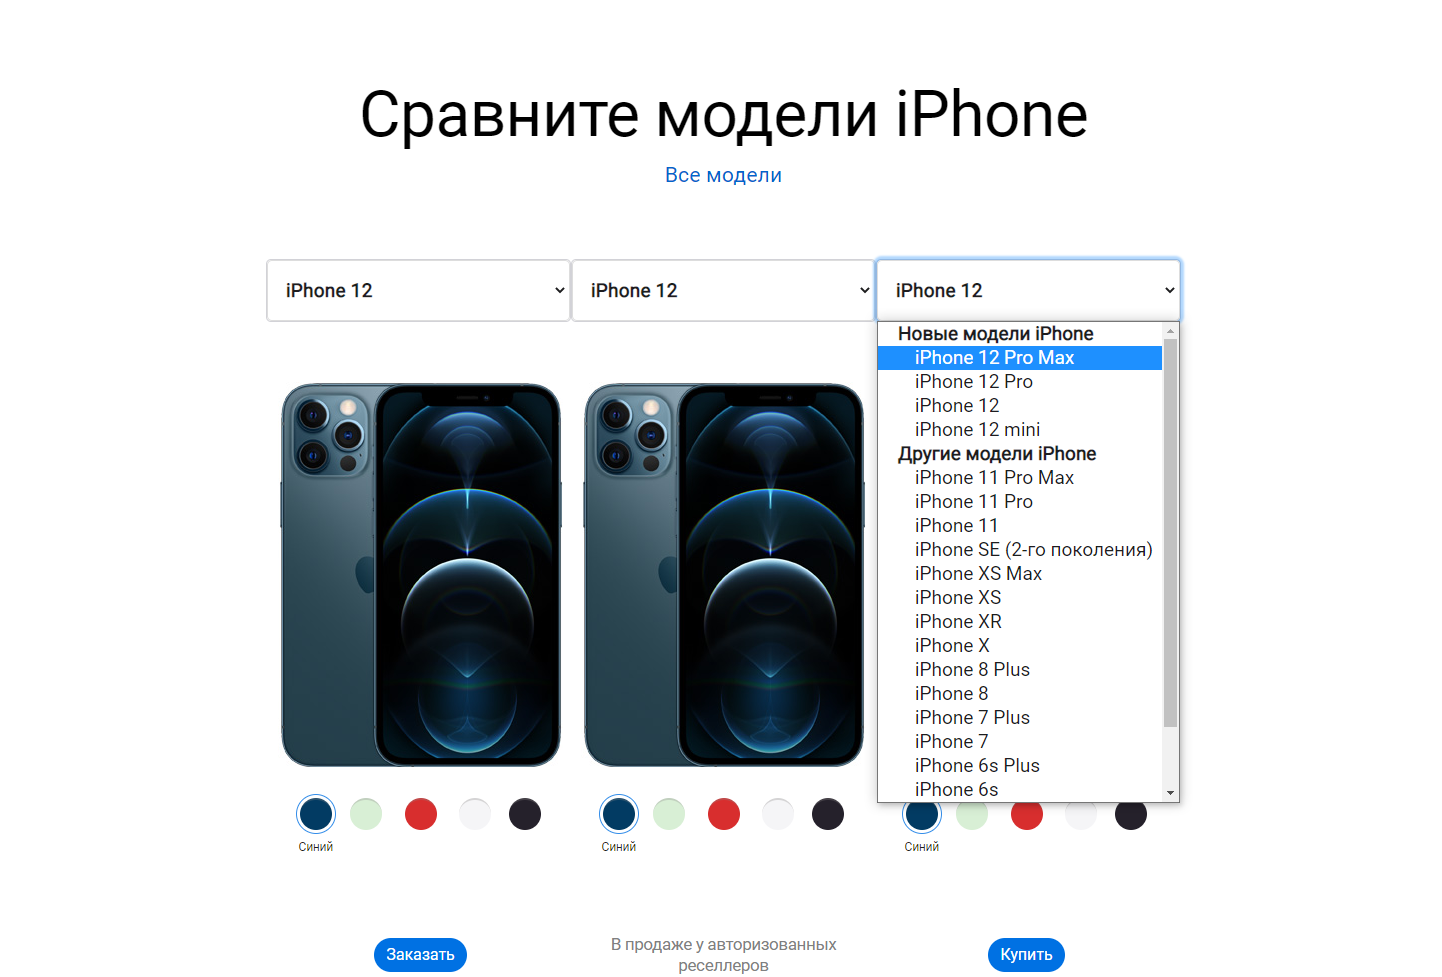 Сравните модели iPhone
Все модели
iPhone 12
iPhone 12
iPhone 12
Новые модели iPhone
iPhone 12 Pro Max
iPhone 12 Pro
iPhone 12
iPhone 12 mini
Другие модели iPhone
iPhone 11 Pro Max
iPhone 11 Pro
iPhone 11
iPhone SE (2-го поколения)
iPhone XS Max
iPhone XS
iPhone XR
iPhone X
iPhone 8 Plus
iPhone 8
iPhone 7 Plus
iPhone 7
iPhone 6s Plus
iPhone 6s
Синий
Синий
Синий
Заказать
В продаже у авторизованных
реселлеров
Купить